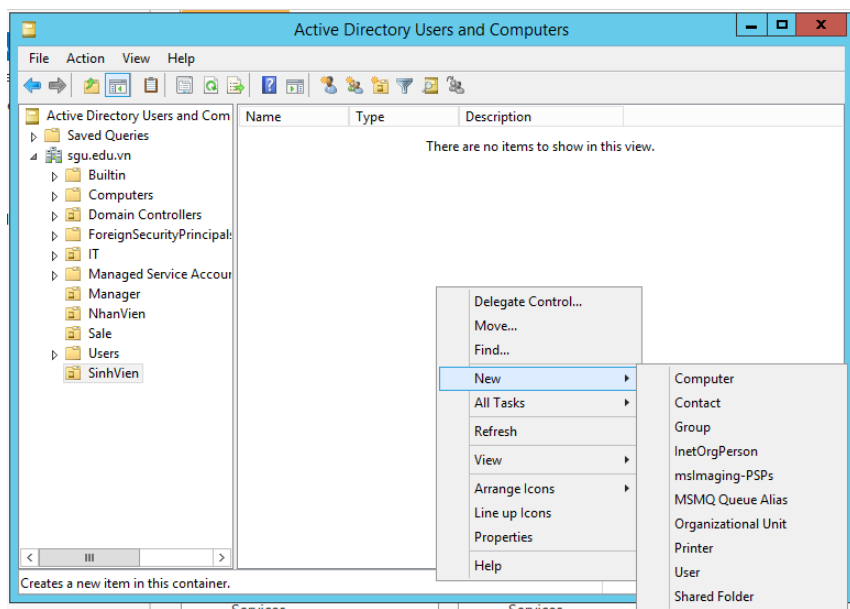 Active Directory Users and Computers
File Action View Help
Active Directory Users and Com
Name Type Description
Saved Queries
There are no items to show in this view.
sgu.edu.vn
Builtin
Computers
Domain Controllers
ForeignSecurityPrincipals
IT
Managed Service Accour
Manager
NhanVien
Sale
Users
SinhVien
Delegate Control...
Move...
Find...
New
All Tasks
Refresh
View
Arrange Icons
Line up Icons
Properties
Help
Computer
Contact
Group
InetOrgPerson
msImaging-PSPs
MSMQ Queue Alias
Organizational Unit
Printer
User
Shared Folder
Creates a new item in this container.
Services Services